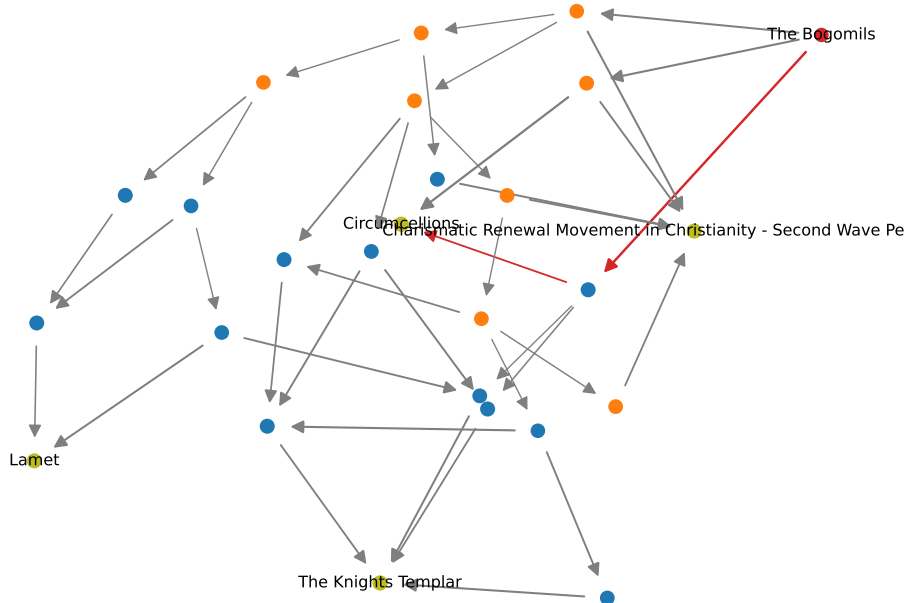 The Bogomils
Circumcellions
Charismatic Renewal Movement in Christianity - Second Wave Pe
Lamet
The Knights Templar